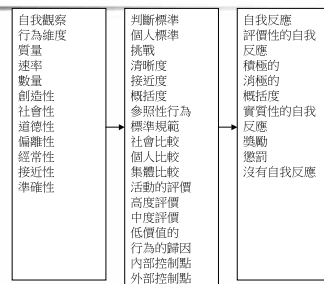 自我觀察
行為維度
質量
速率
數量
創造性
社會性
道德性
偏離性
經常性
接近性
準確性
判斷標準
個人標準
挑戰
清晰度
接近度
概括度
參照性行為
標準規範
社會比較
個人比較
集體比較
活動的評價
高度評價
中度評價
低價值的
行為的歸因
內部控制點
外部控制點
自我反應
評價性的自我
反應
積極的
消極的
概括度
實質性的自我
反應
獎勵
懲罰
沒有自我反應